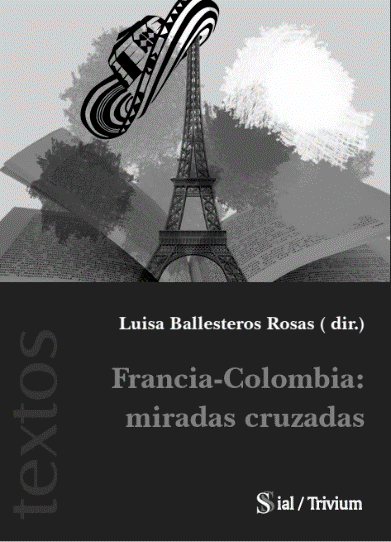 Luisa Ballesteros Rosas ( dir.)
Francia-Colombia:
miradas cruzadas
textos
Sial / Trivium